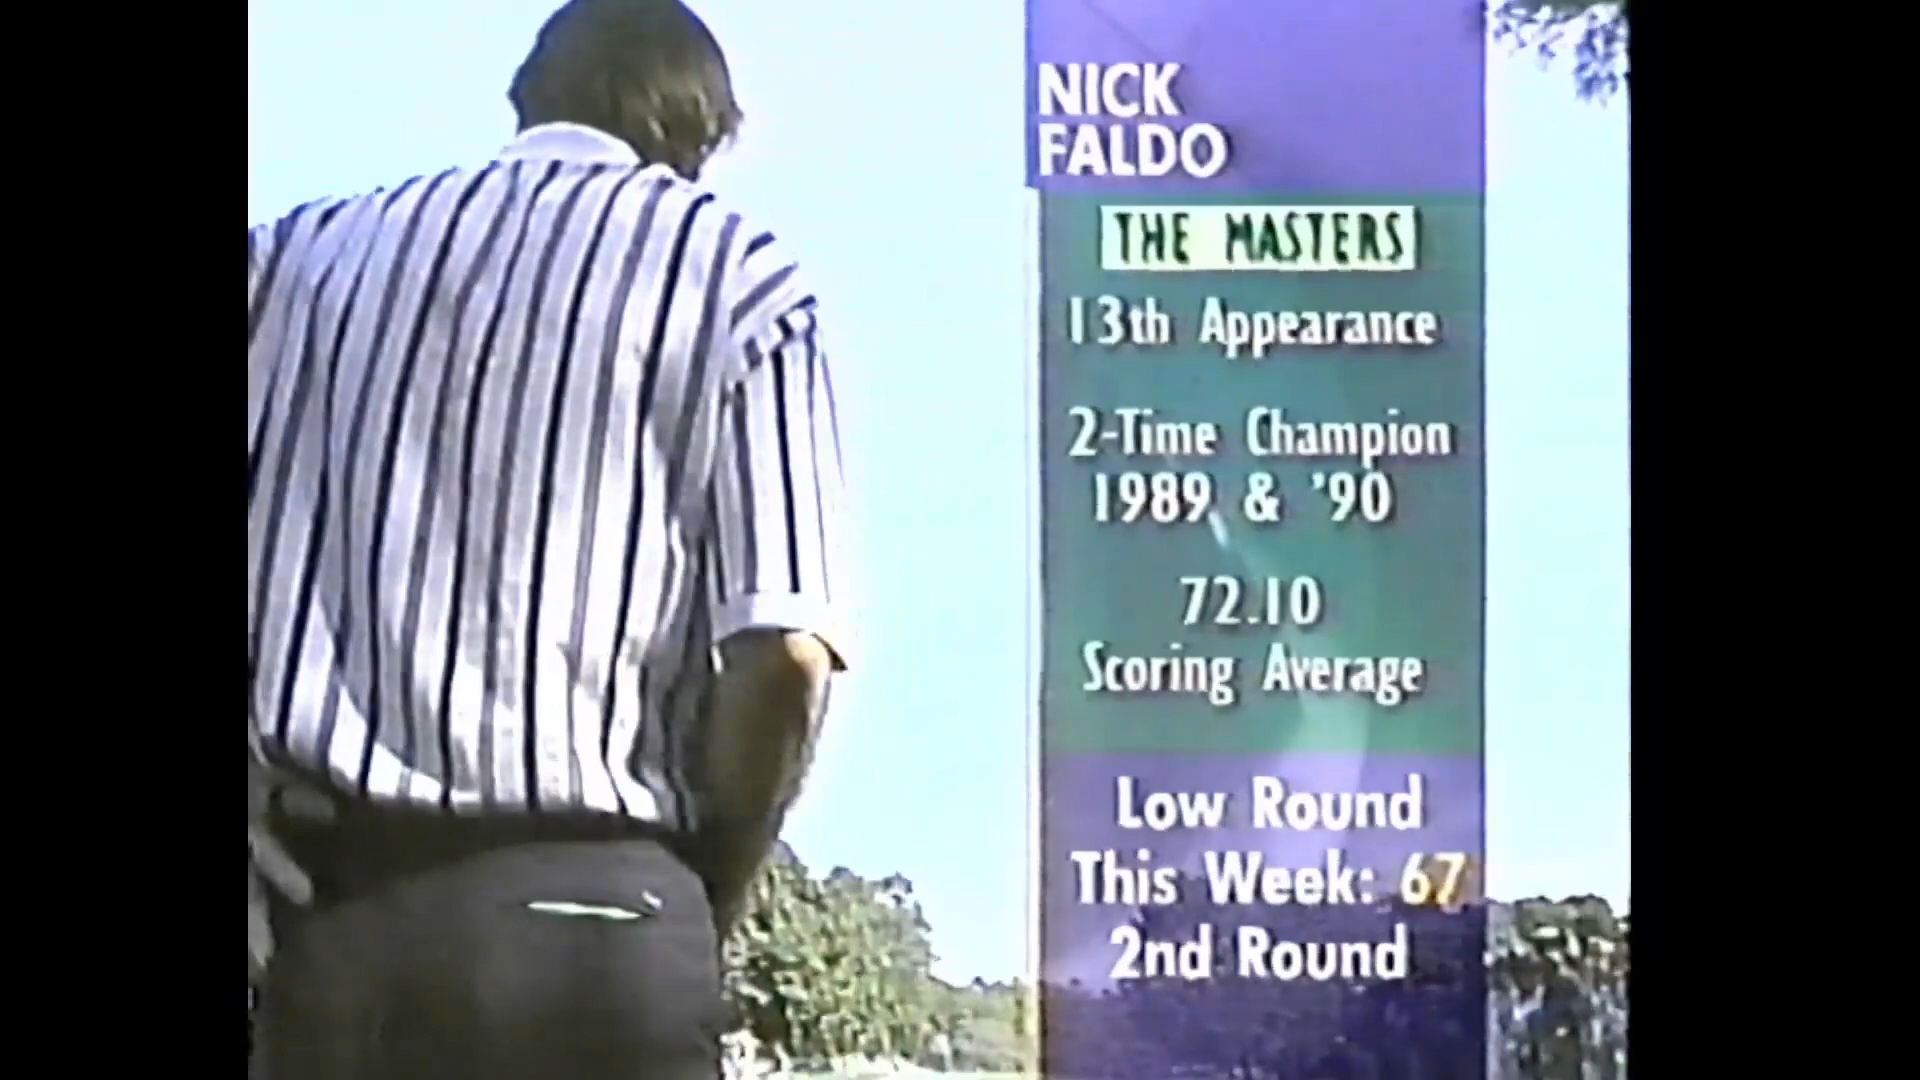 NICK
FALDO
THE MASTERS
13th Appearance
2-Time Champion
1989 & '90
72.10
Scoring Average
Low Round
This Week: 67
2nd Round